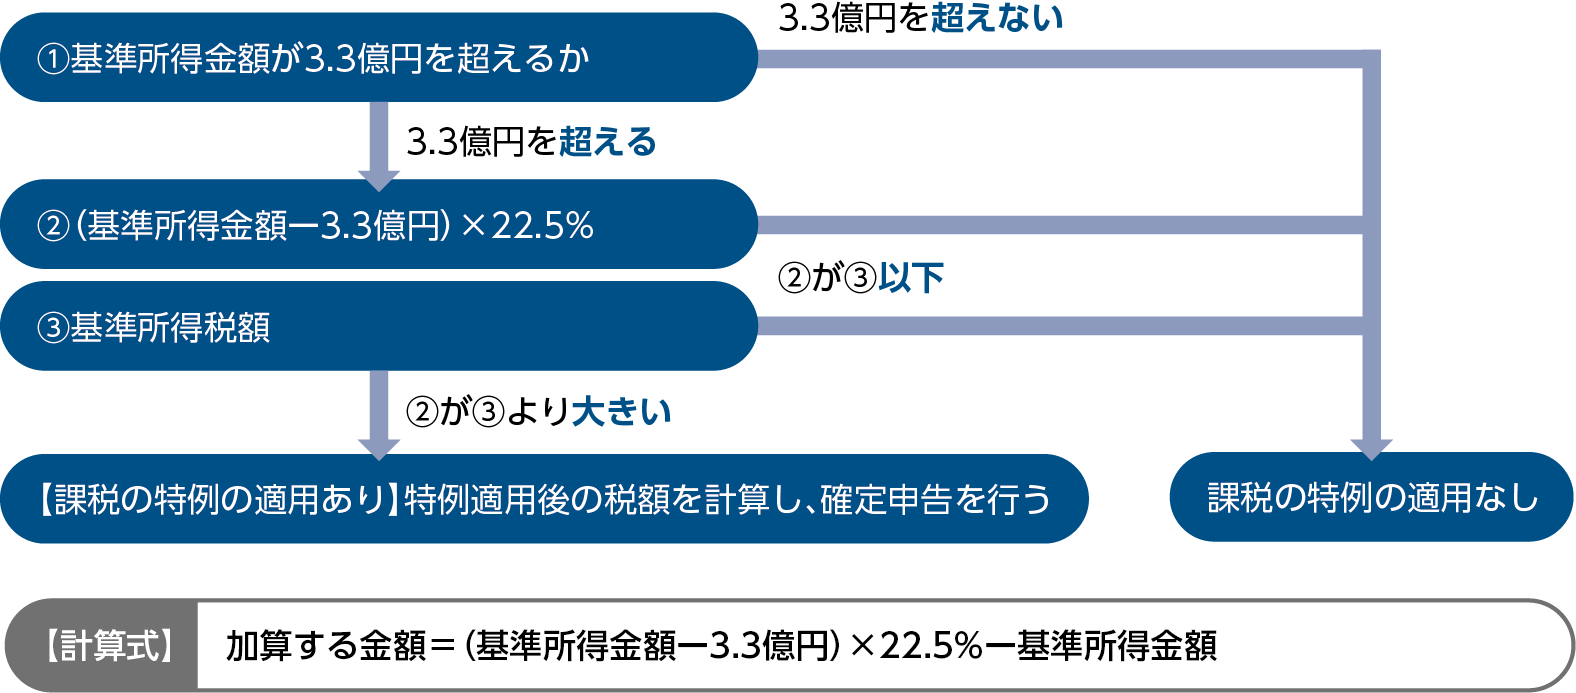 ①基準所得金額が3.3億円を超えるか
3.3億円を超えない
3.3億円を超える
②(基準所得金額ー3.3億円)×22.5%
②が③以下
③基準所得税額
②が③より大きい
【課税の特例の適用あり】特例適用後の税額を計算し、確定申告を行う
課税の特例の適用なし
【計算式】 加算する金額＝(基準所得金額ー3.3億円)×22.5%ー基準所得金額